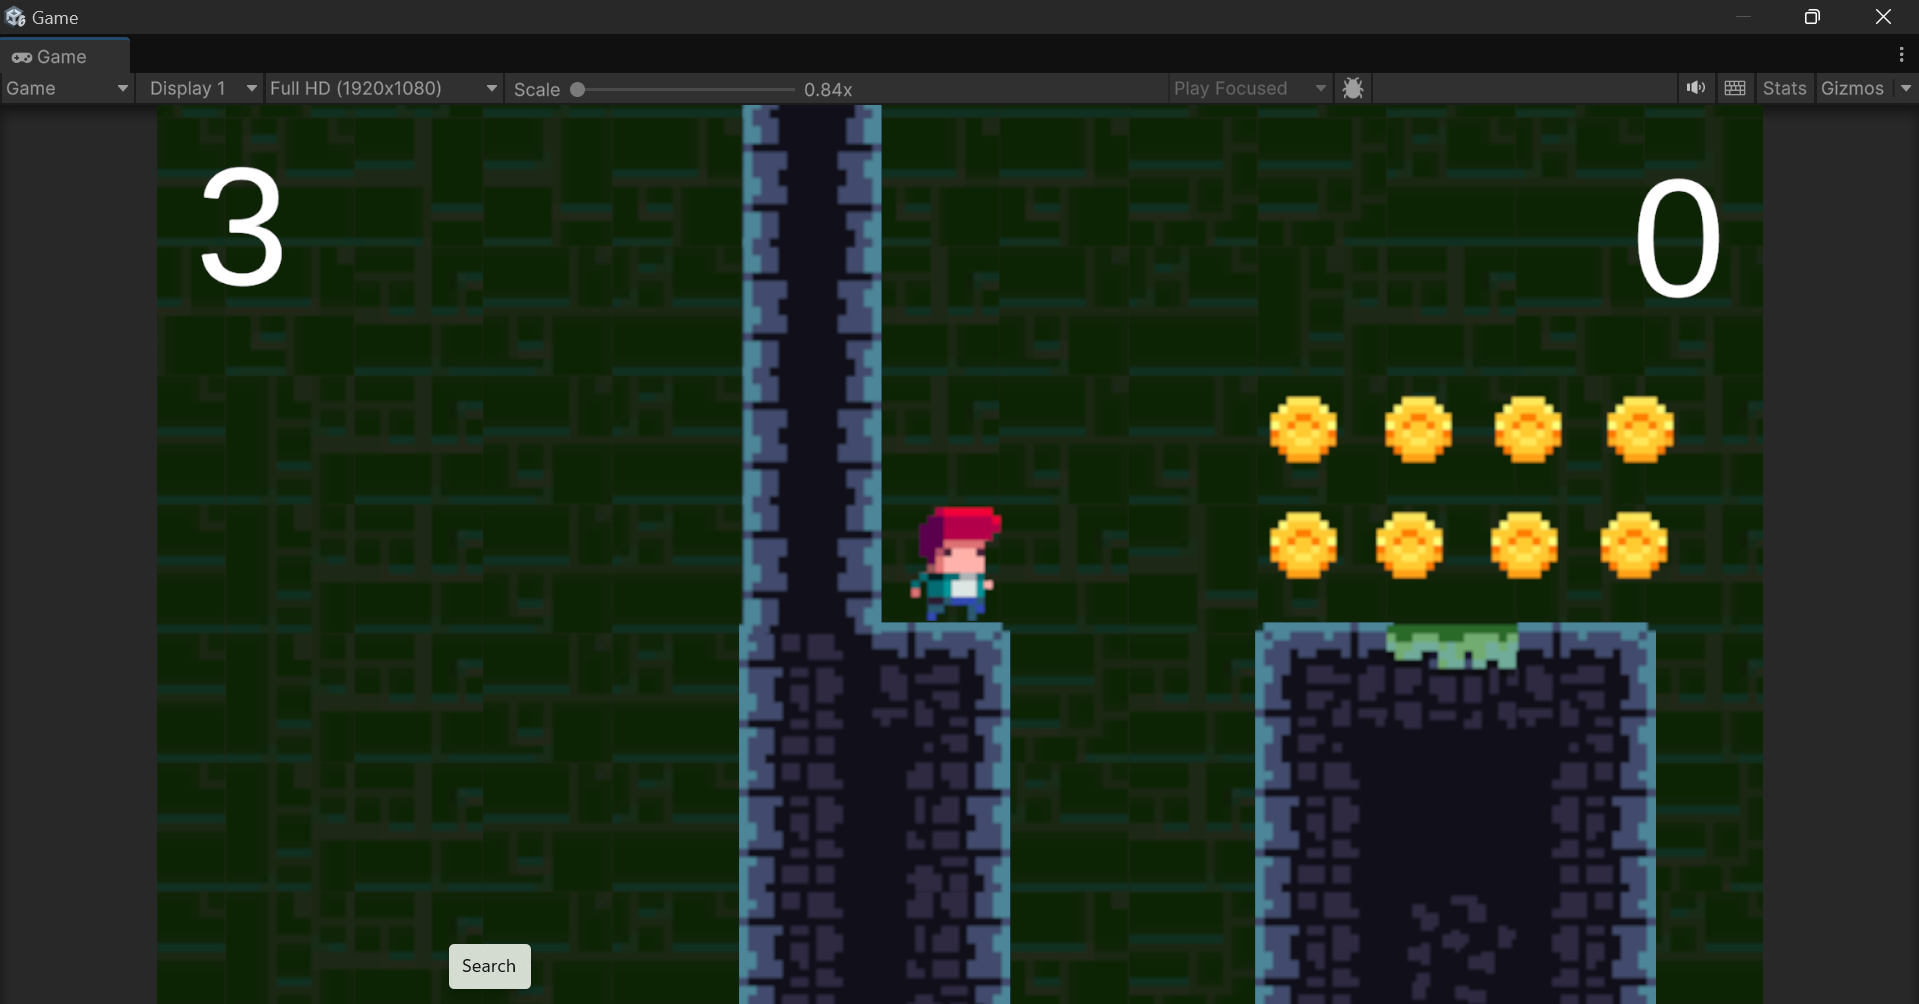 Game
Game
Game Display 1 Full HD (1920x1080) Scale 0.84x Play Focused Stats Gizmos
3 0
Search